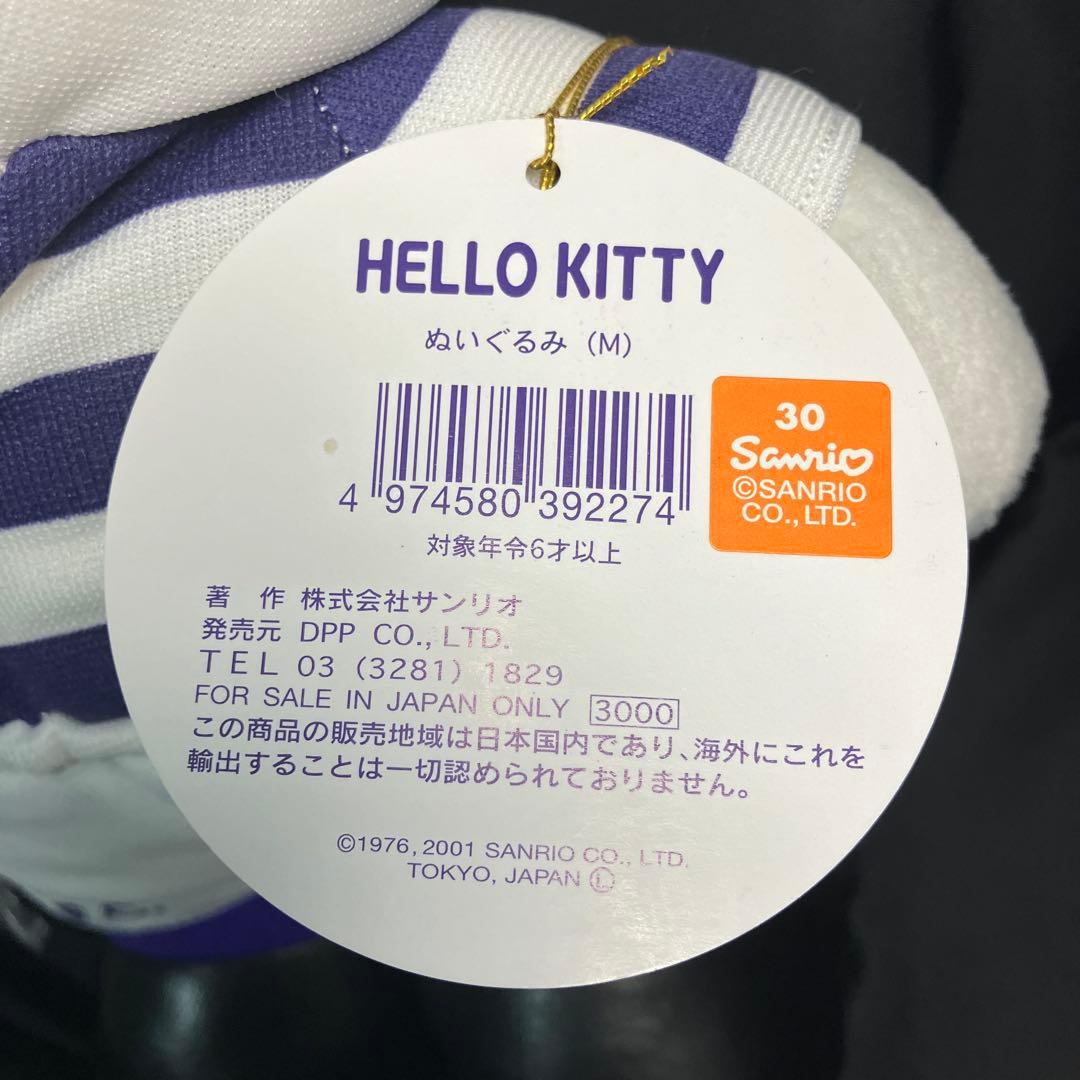 HELLO KITTY
ぬいぐるみ（M）
4 974580 392274
30
Sanrio
©SANRIO
CO., LTD.
対象年令6才以上
著 作 株式会社サンリオ
発売元 DPP CO., LTD.
TEL 03 (3281) 1829
FOR SALE IN JAPAN ONLY 3000
この商品の販売地域は日本国内であり、海外にこれを
輸出することは一切認められておりません。
©1976, 2001 SANRIO CO., LTD.
TOKYO, JAPAN Ⓛ